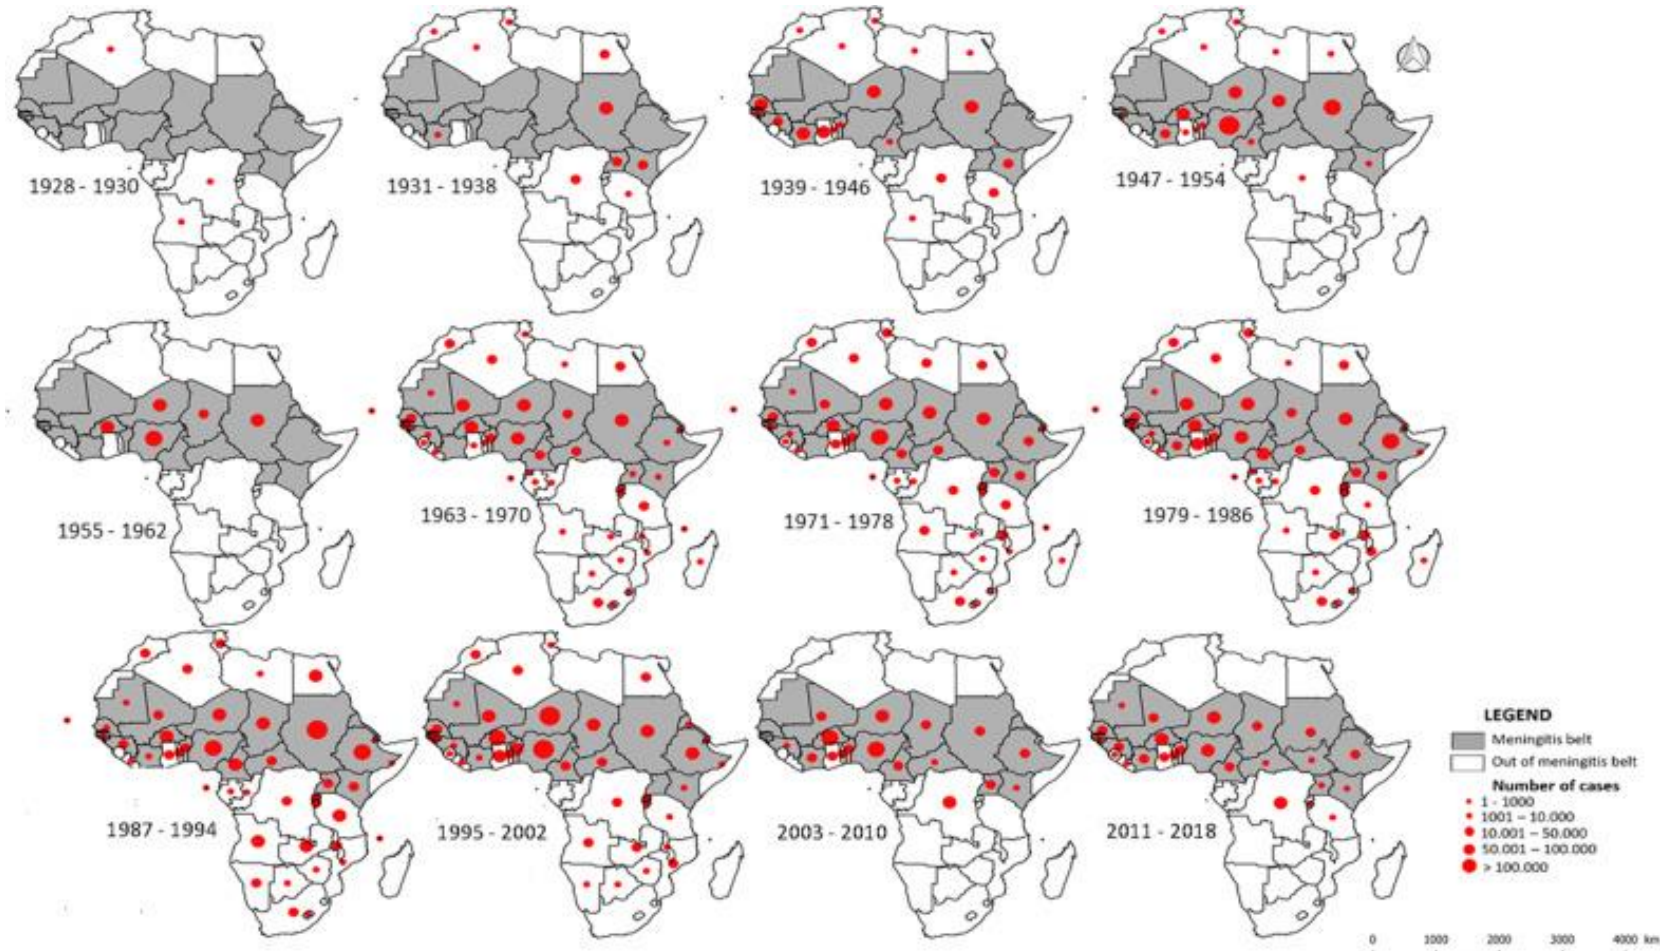 1928 - 1930
1931 - 1938
1939 - 1946
1947 - 1954
1955 - 1962
1963 - 1970
1971 - 1978
1979 - 1986
1987 - 1994
1995 - 2002
2003 - 2010
2011 - 2018
LEGEND
Meningitis belt
Out of meningitis belt
Number of cases
1 - 1000
1001 – 10.000
10.001 – 50.000
50.001 – 100.000
> 100.000
0 1000 2000 3000 4000 km